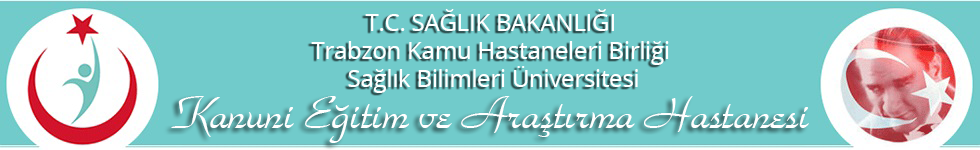 T.C. SAĞLIK BAKANLIĞI
Trabzon Kamu Hastaneleri Birliği
Sağlık Bilimleri Üniversitesi
Kanuni Eğitim ve Araştırma Hastanesi